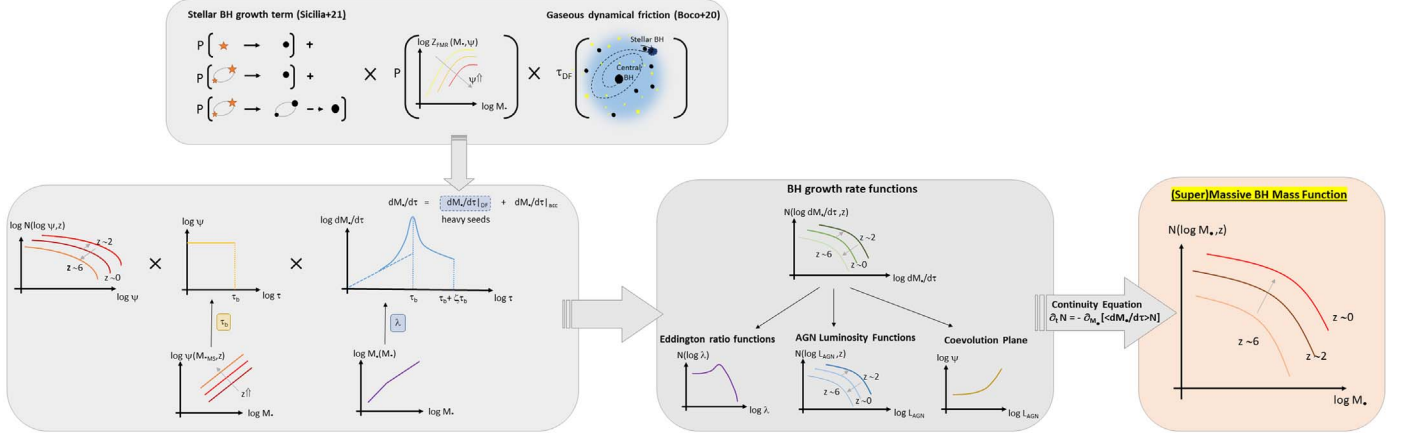 Stellar BH growth term (Sicilia+21)
Gaseous dynamical friction (Boco+20)
P
+
P
+
P
×
P
log Z_FMR (M⋆,ψ)
ψ⇑
log M⋆
×
τ_DF
Stellar BH
Central
BH
dM•/dτ = dM•/dτ|_DF + dM•/dτ|_acc
heavy seeds
log N(log ψ,z)
z ~2
z ~6
z ~0
log ψ
×
log ψ
τ_b
log τ
×
log dM•/dτ
τ_b
τ_b + ζτ_b
log τ
τ_b
λ
log ψ(M⋆,MS,z)
z⇑
log M⋆
log M•(M⋆)
log M⋆
BH growth rate functions
N(log dM•/dτ,z)
z ~2
z ~6
z ~0
log dM•/dτ
Eddington ratio functions
N(log λ)
log λ
AGN Luminosity Functions
N(log L_AGN,z)
z ~2
z ~6
z ~0
log L_AGN
Coevolution Plane
log ψ
log L_AGN
Continuity Equation
∂_t N = - ∂_M• [<dM•/dτ>N]
(Super)Massive BH Mass Function
N(log M•,z)
z ~0
z ~6
z ~2
log M•